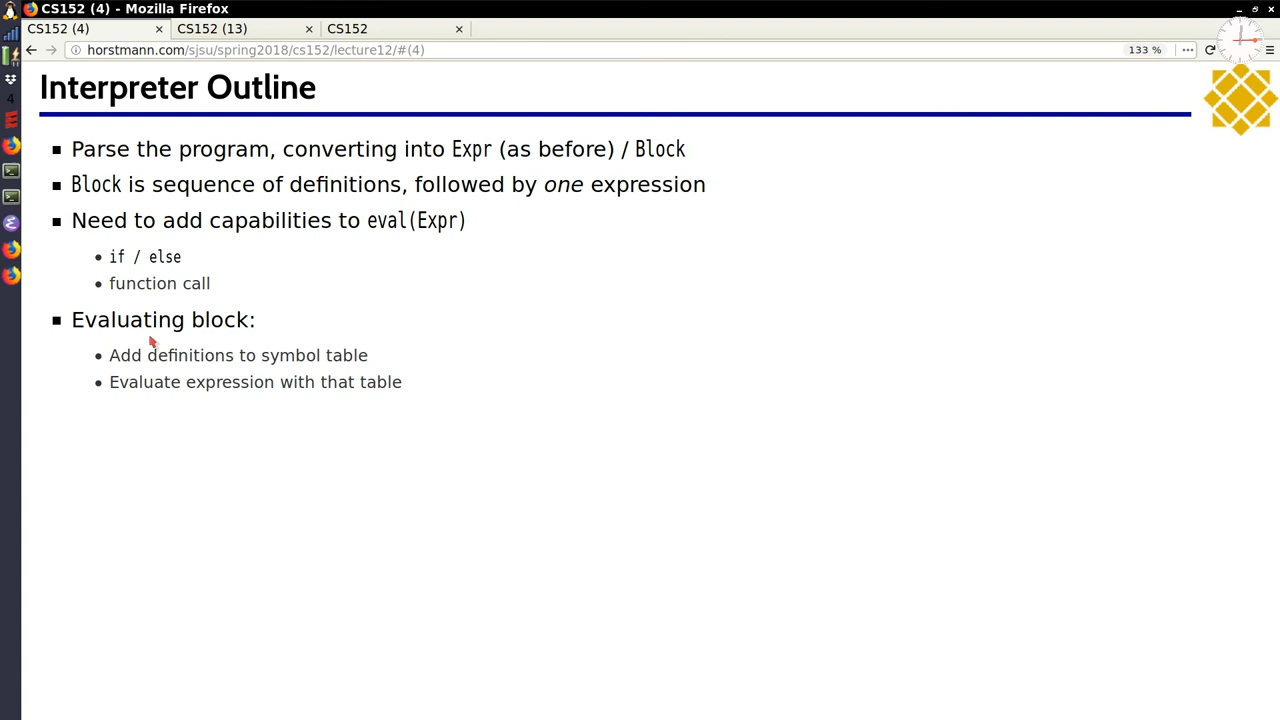 CS152 (4) - Mozilla Firefox
CS152 (4) CS152 (13) CS152
horstmann.com/sjsu/spring2018/cs152/lecture12/#(4) 133 %
4
Interpreter Outline
Parse the program, converting into Expr (as before) / Block
Block is sequence of definitions, followed by one expression
Need to add capabilities to eval(Expr)
if / else
function call
Evaluating block:
Add definitions to symbol table
Evaluate expression with that table